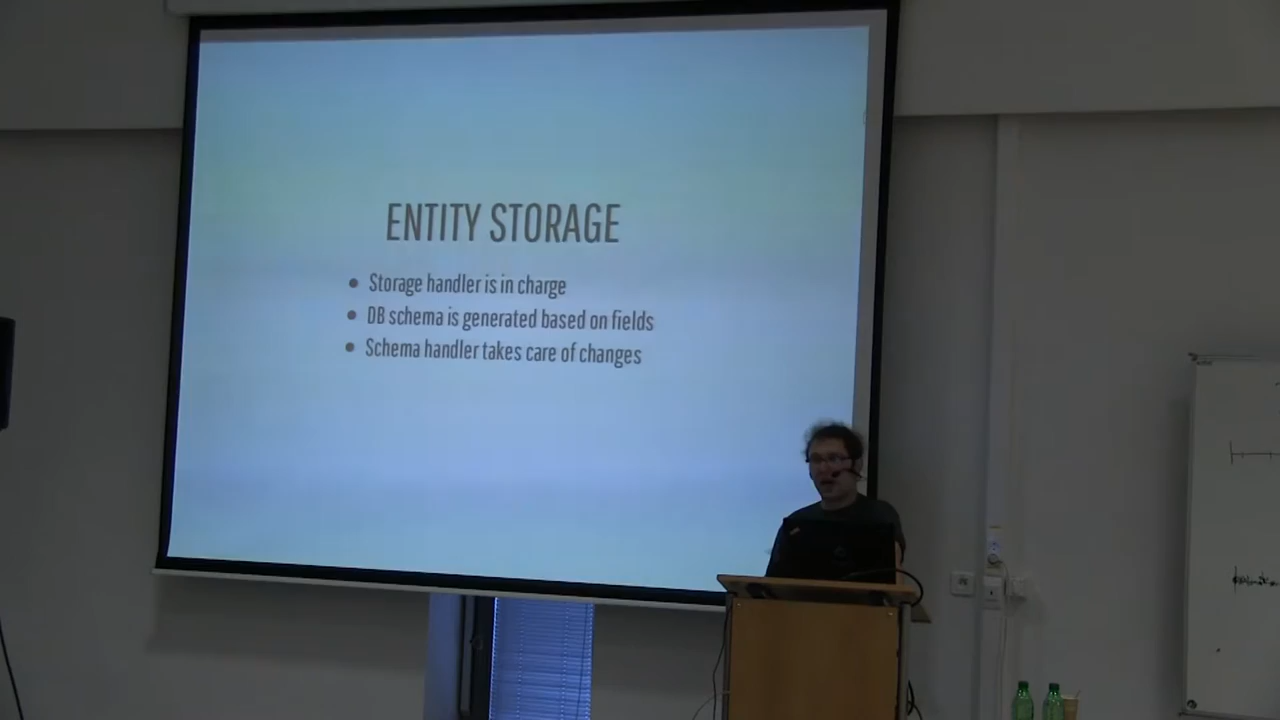 ENTITY STORAGE
Storage handler is in charge
DB schema is generated based on fields
Schema handler takes care of changes